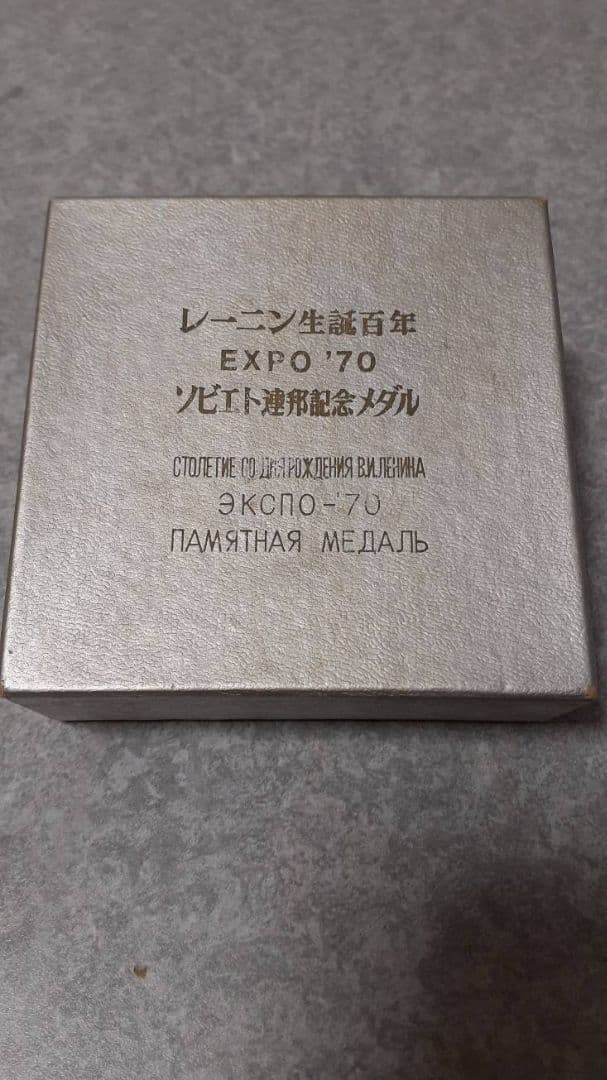 レーニン生誕百年
EXPO '70
ソビエト連邦記念メダル
СТОЛЕТИЕ СО ДНЯ РОЖДЕНИЯ В.И.ЛЕНИНА
ЭКСПО-'70
ПАМЯТНАЯ МЕДАЛЬ